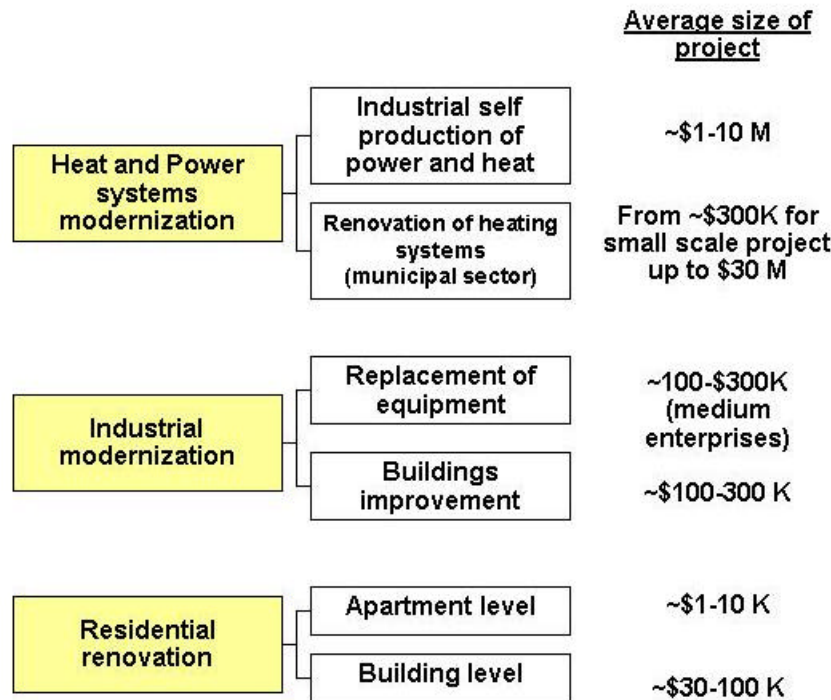 Average size of
project
Heat and Power
systems
modernization
Industrial self
production of
power and heat
~$1-10 M
Renovation of heating
systems
(municipal sector)
From ~$300K for
small scale project
up to $30 M
Industrial
modernization
Replacement of
equipment
~100-$300K
(medium
enterprises)
Buildings
improvement
~$100-300 K
Residential
renovation
Apartment level
~$1-10 K
Building level
~$30-100 K